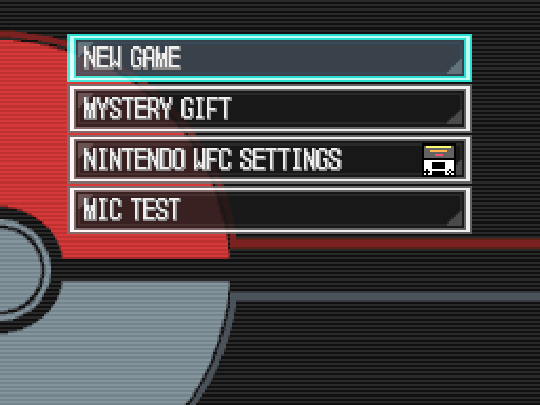 NEW GAME
MYSTERY GIFT
NINTENDO WFC SETTINGS
MIC TEST